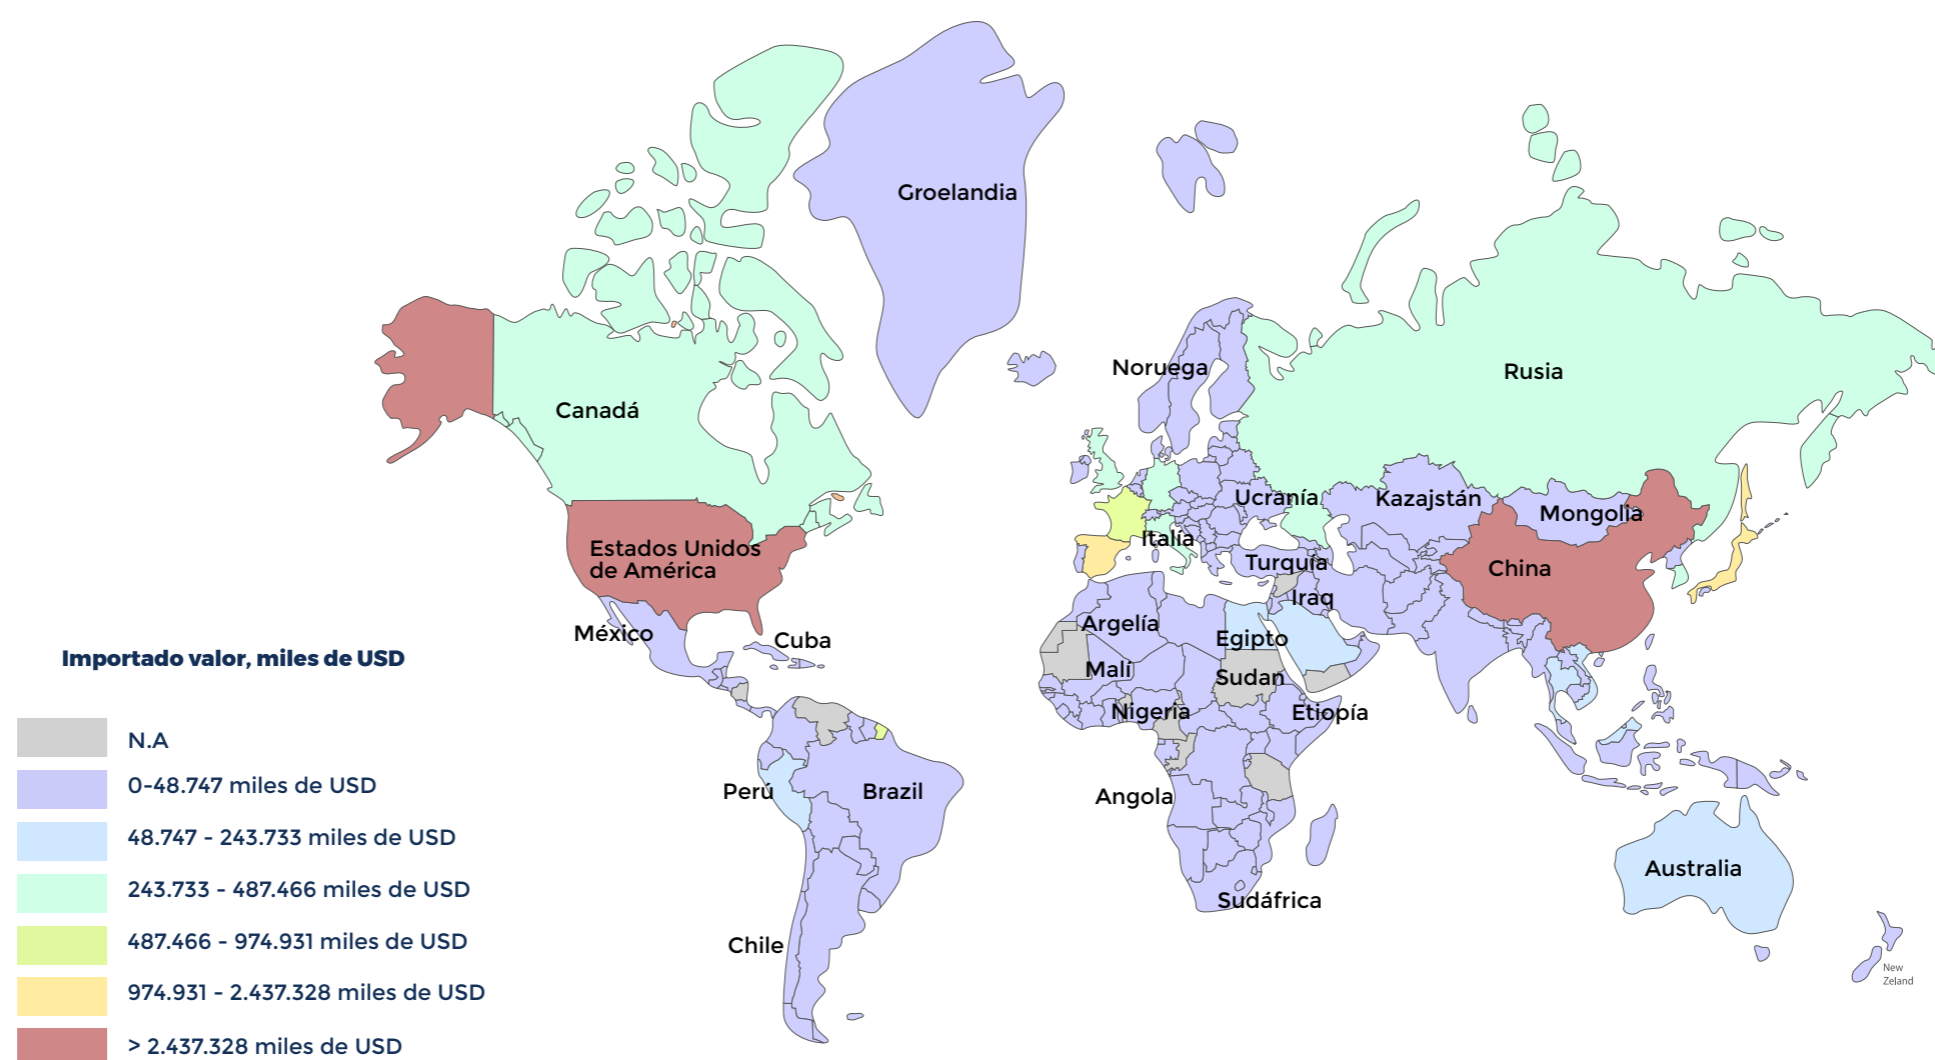 Groelandia
Noruega
Rusia
Canadá
Ucranía
Kazajstán
Mongolia
Italía
Estados Unidos
de América
Turquía
China
Iraq
México
Cuba
Argelía
Egipto
Malí
Sudan
Nigería
Etiopía
Perú
Brazil
Angola
Australia
Sudáfrica
Chile
New
Zeland
Importado valor, miles de USD
N.A
0-48.747 miles de USD
48.747 - 243.733 miles de USD
243.733 - 487.466 miles de USD
487.466 - 974.931 miles de USD
974.931 - 2.437.328 miles de USD
> 2.437.328 miles de USD